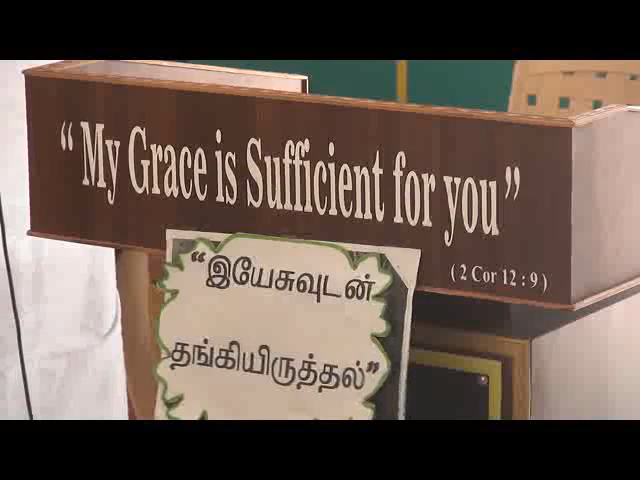 “ My Grace is Sufficient for you ”
( 2 Cor 12 : 9 )
“இயேசுவுடன்
தங்கியிருத்தல்”